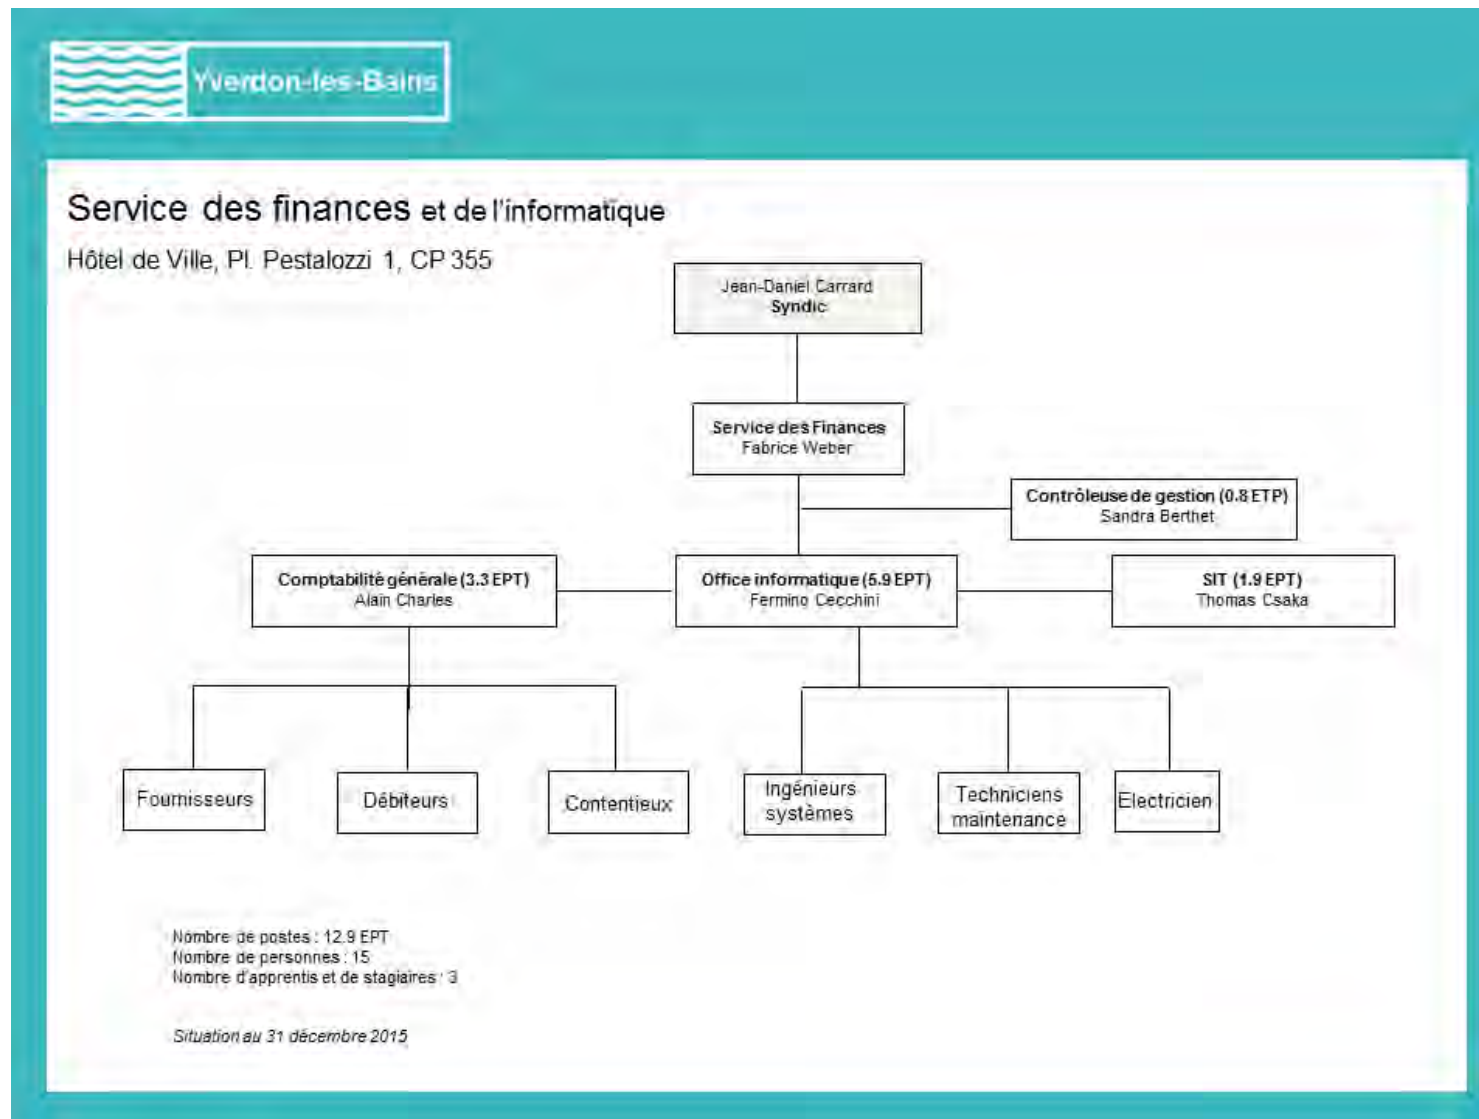 Yverdon-les-Bains
Service des finances et de l'informatique
Hôtel de Ville, Pl. Pestalozzi 1, CP 355
Jean-Daniel Carrard
Syndic
Service des Finances
Fabrice Weber
Contrôleuse de gestion (0.8 ETP)
Sandra Berthet
Comptabilité générale (3.3 EPT)
Alain Charles
Office informatique (5.9 EPT)
Fermino Cecchini
SIT (1.9 EPT)
Thomas Csaka
Fournisseurs
Débiteurs
Contentieux
Ingénieurs
systèmes
Techniciens
maintenance
Electricien
Nombre de postes : 12.9 EPT
Nombre de personnes : 15
Nombre d'apprentis et de stagiaires : 3
Situation au 31 décembre 2015